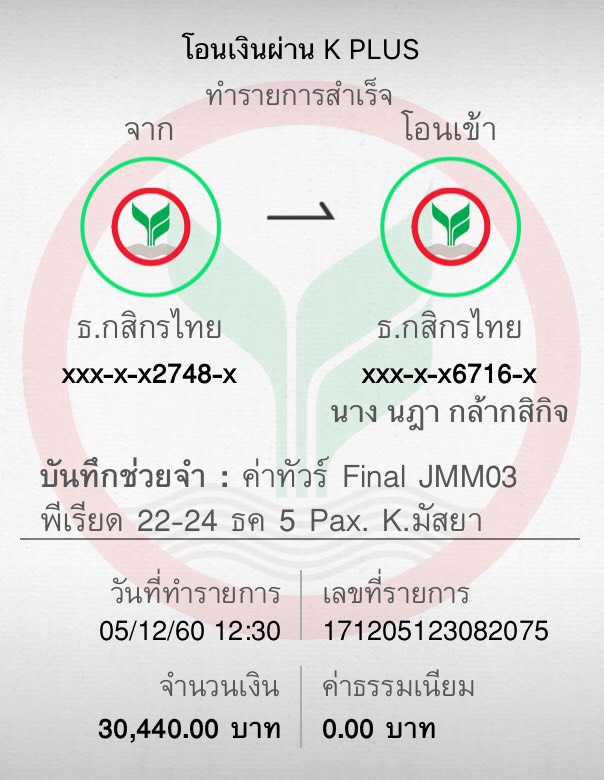 โอนเงินผ่าน K PLUS
ทำรายการสำเร็จ
จาก
โอนเข้า
ธ.กสิกรไทย
ธ.กสิกรไทย
xxx-x-x2748-x
xxx-x-x6716-x
นาง นฎา กล้ากสิกิจ
บันทึกช่วยจำ : ค่าทัวร์ Final JMM03
พีเรียด 22-24 ธค 5 Pax. K.มัสยา
วันที่ทำรายการ
เลขที่รายการ
05/12/60 12:30
171205123082075
จำนวนเงิน
ค่าธรรมเนียม
30,440.00 บาท
0.00 บาท